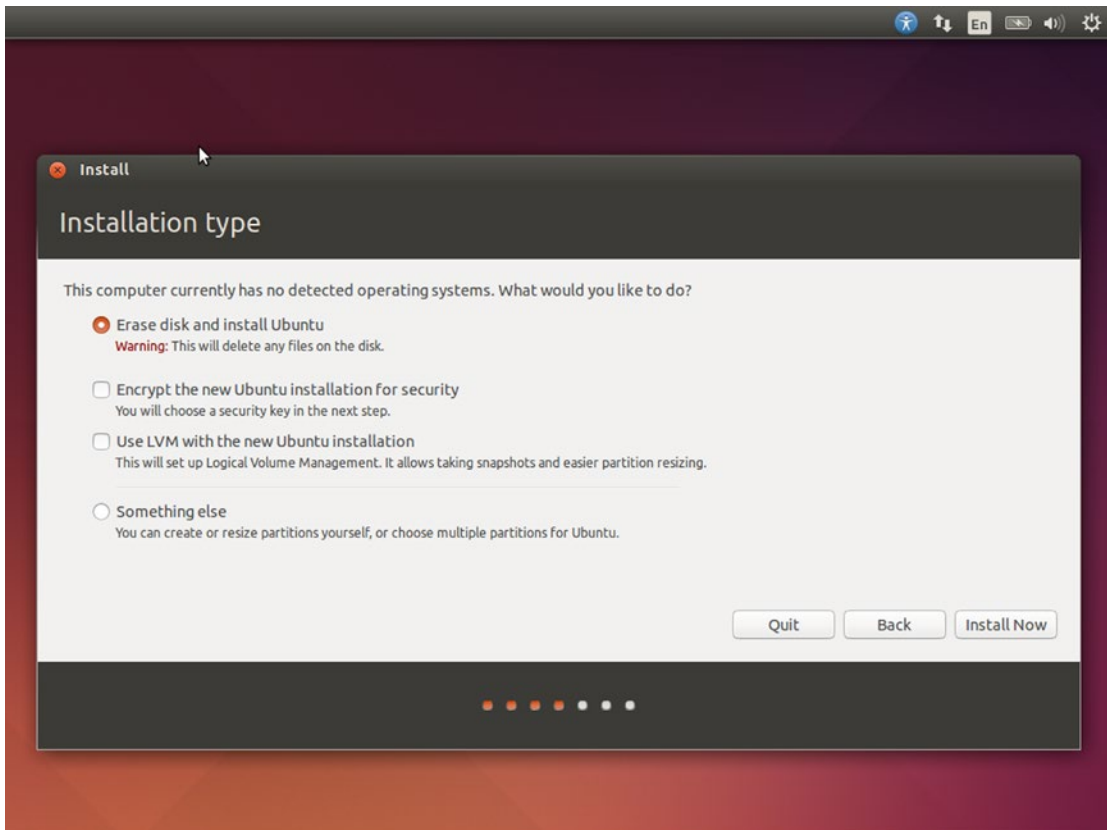 En
Install
Installation type
This computer currently has no detected operating systems. What would you like to do?
Erase disk and install Ubuntu
Warning: This will delete any files on the disk.
Encrypt the new Ubuntu installation for security
You will choose a security key in the next step.
Use LVM with the new Ubuntu installation
This will set up Logical Volume Management. It allows taking snapshots and easier partition resizing.
Something else
You can create or resize partitions yourself, or choose multiple partitions for Ubuntu.
Quit Back Install Now